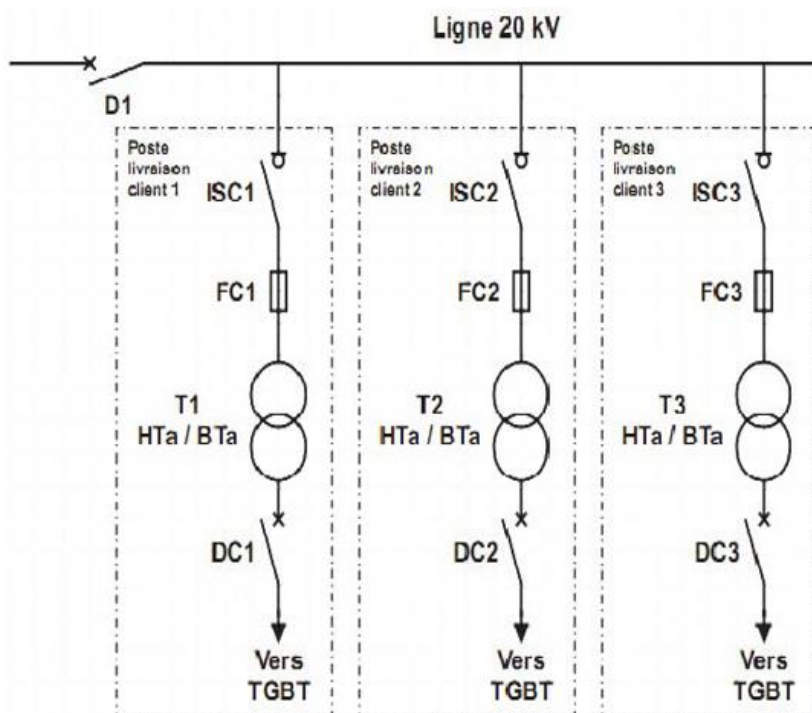 Ligne 20 kV
D1
Poste
livraison
client 1
ISC1
FC1
T1
HTa / BTa
DC1
Vers
TGBT
Poste
livraison
client 2
ISC2
FC2
T2
HTa / BTa
DC2
Vers
TGBT
Poste
livraison
client 3
ISC3
FC3
T3
HTa / BTa
DC3
Vers
TGBT